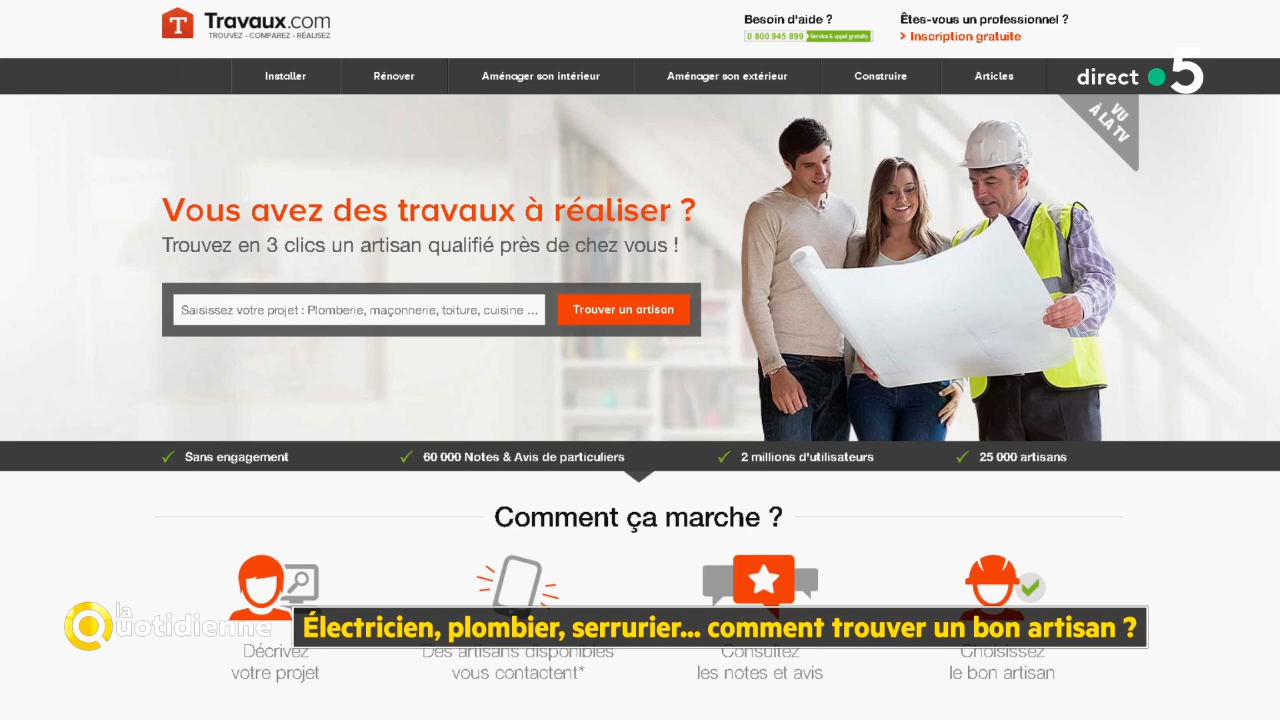 Travaux.com
TROUVEZ - COMPAREZ - RÉALISEZ
Besoin d'aide ?
0 800 945 899 Service & appel gratuits
Êtes-vous un professionnel ?
Inscription gratuite
Installer
Rénover
Aménager son intérieur
Aménager son extérieur
Construire
Articles
direct 5
VU
À LA TV
Vous avez des travaux à réaliser ?
Trouvez en 3 clics un artisan qualifié près de chez vous !
Saisissez votre projet : Plomberie, maçonnerie, toiture, cuisine ...
Trouver un artisan
Sans engagement
60 000 Notes & Avis de particuliers
2 millions d'utilisateurs
25 000 artisans
Comment ça marche ?
la
Quotidienne
Électricien, plombier, serrurier... comment trouver un bon artisan ?
Décrivez
votre projet
Des artisans disponibles
vous contactent*
Consultez
les notes et avis
Choisissez
le bon artisan